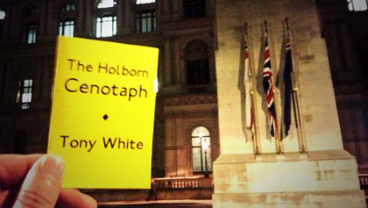 The Holborn
Cenotaph
Tony White